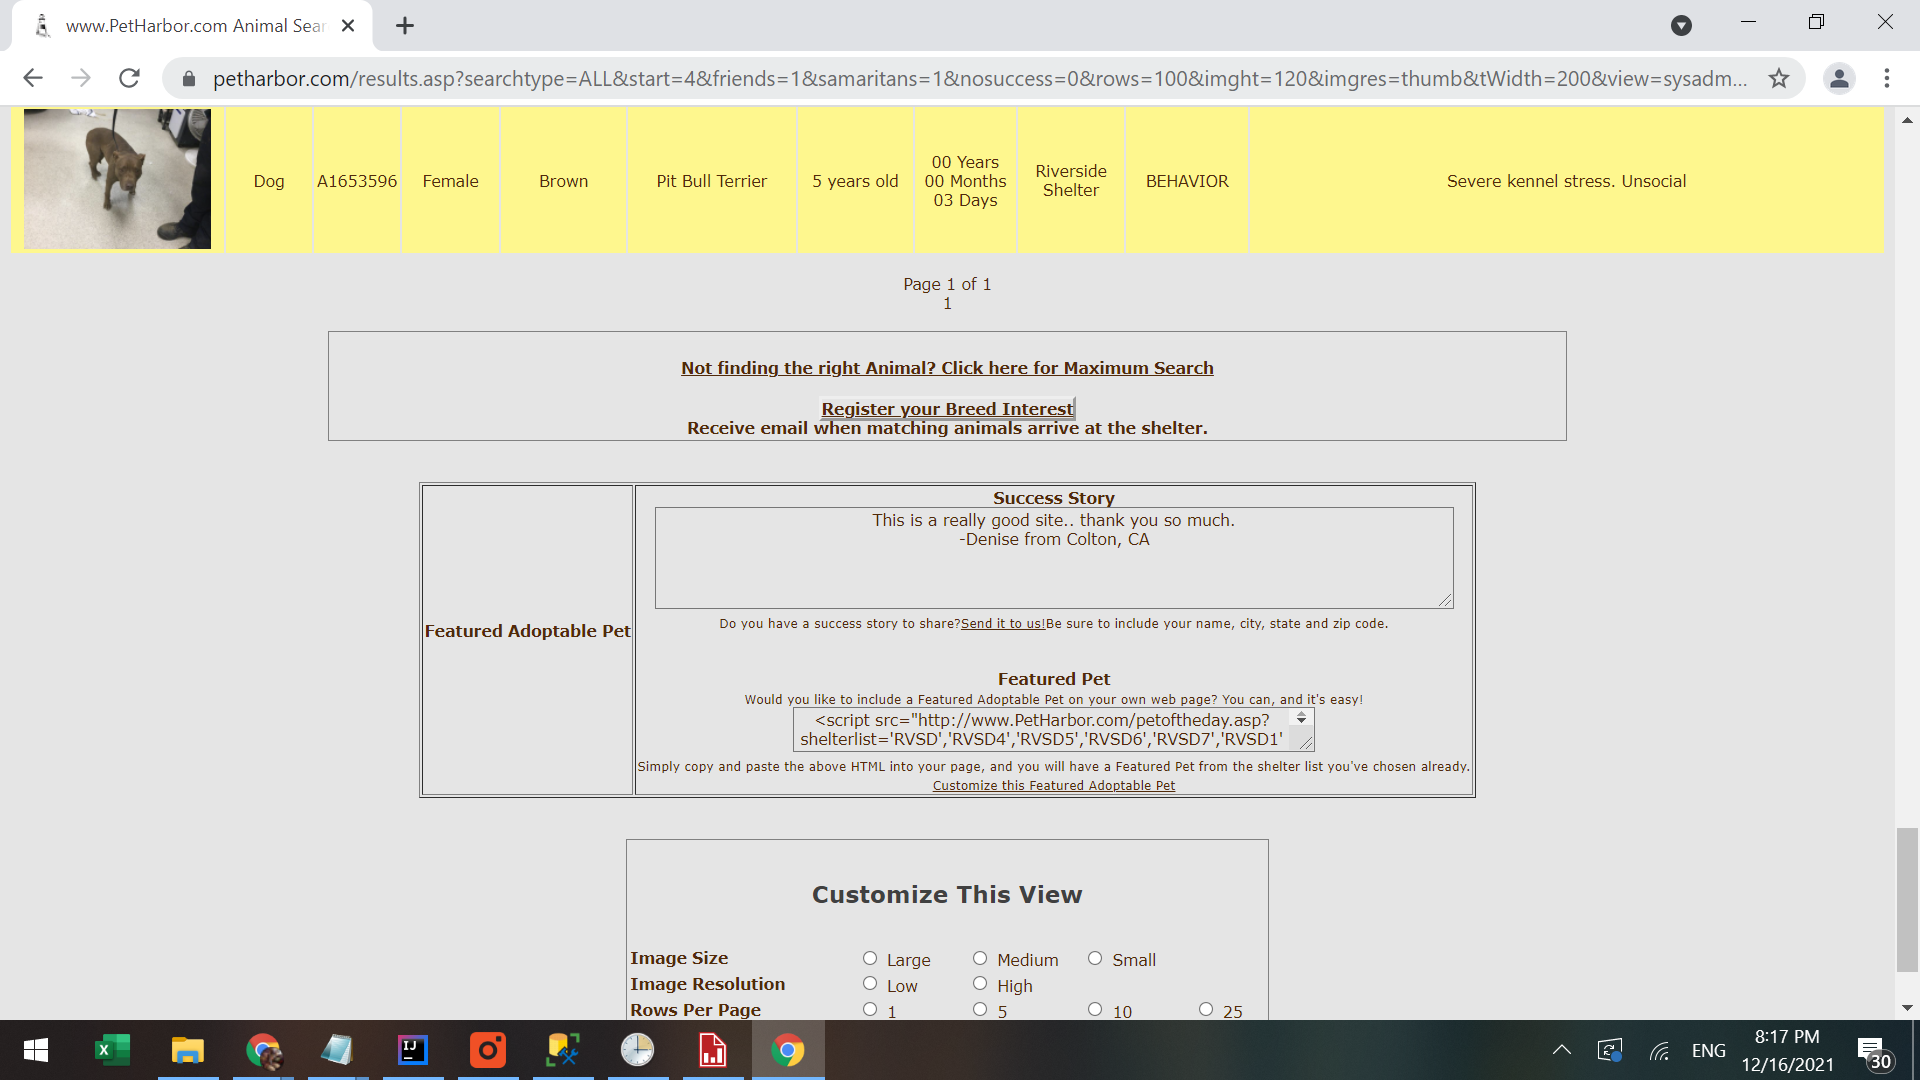 www.PetHarbor.com Animal Sear
petharbor.com/results.asp?searchtype=ALL&start=4&friends=1&samaritans=1&nosuccess=0&rows=100&imght=120&imgres=thumb&tWidth=200&view=sysadm...
Dog
A1653596
Female
Brown
Pit Bull Terrier
5 years old
00 Years
00 Months
03 Days
Riverside
Shelter
BEHAVIOR
Severe kennel stress. Unsocial
Page 1 of 1
1
Not finding the right Animal? Click here for Maximum Search
Register your Breed Interest
Receive email when matching animals arrive at the shelter.
Featured Adoptable Pet
Success Story
This is a really good site.. thank you so much.
-Denise from Colton, CA
Do you have a success story to share?Send it to us!Be sure to include your name, city, state and zip code.
Featured Pet
Would you like to include a Featured Adoptable Pet on your own web page? You can, and it's easy!
<script src="http://www.PetHarbor.com/petoftheday.asp?
shelterlist='RVSD','RVSD4','RVSD5','RVSD6','RVSD7','RVSD1'
Simply copy and paste the above HTML into your page, and you will have a Featured Pet from the shelter list you've chosen already.
Customize this Featured Adoptable Pet
Customize This View
Image Size Large Medium Small
Image Resolution Low High
Rows Per Page 1 5 10 25
X
IJ
ENG
8:17 PM
12/16/2021
30